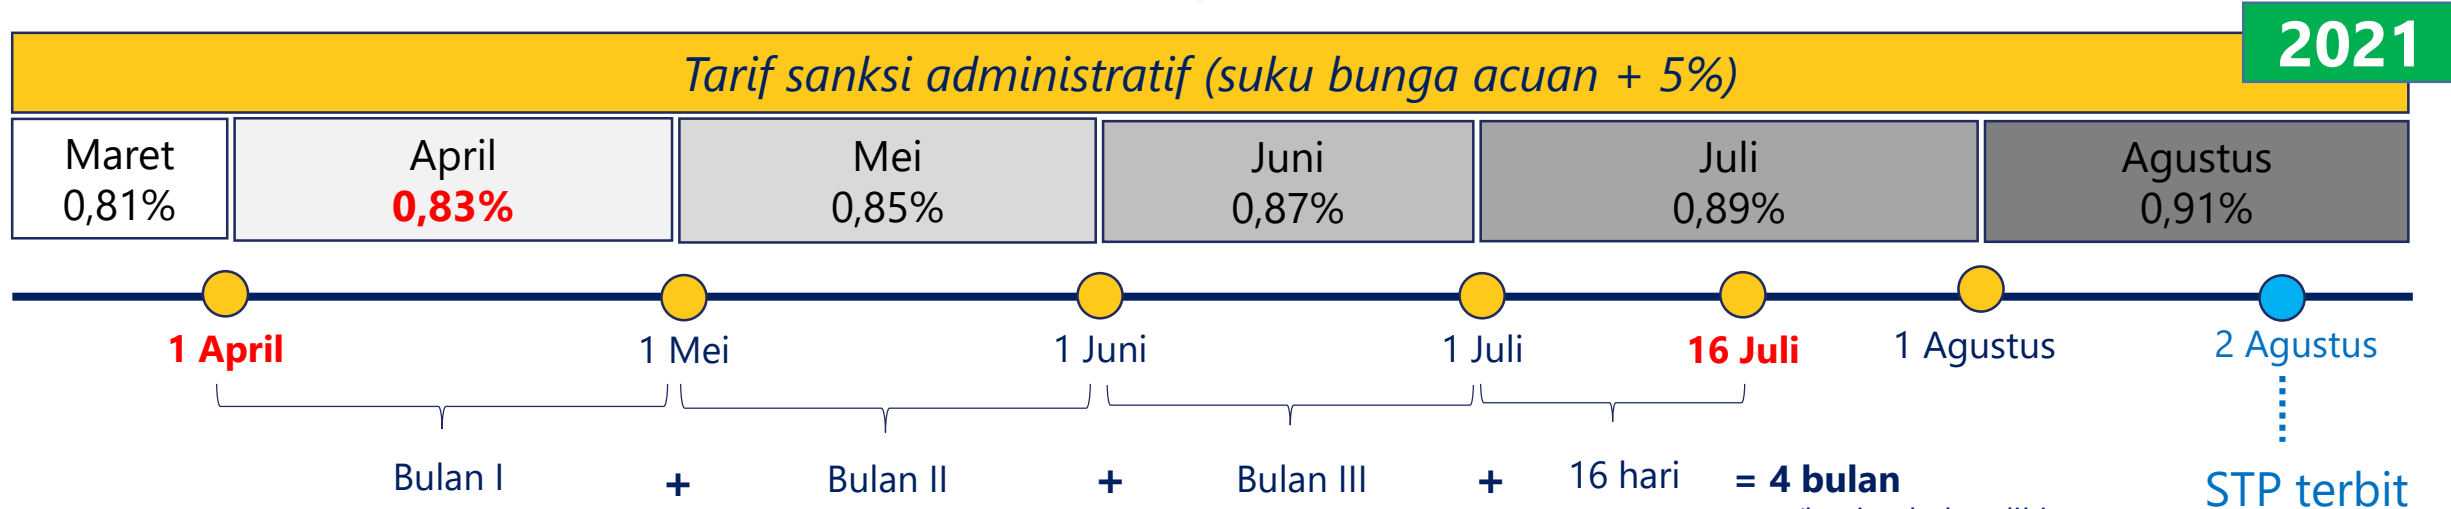 2021
Tarif sanksi administratif (suku bunga acuan + 5%)
Maret
0,81%
April
0,83%
Mei
0,85%
Juni
0,87%
Juli
0,89%
Agustus
0,91%
1 April
1 Mei
1 Juni
1 Juli
16 Juli
1 Agustus
2 Agustus
Bulan I + Bulan II + Bulan III + 16 hari = 4 bulan
STP terbit